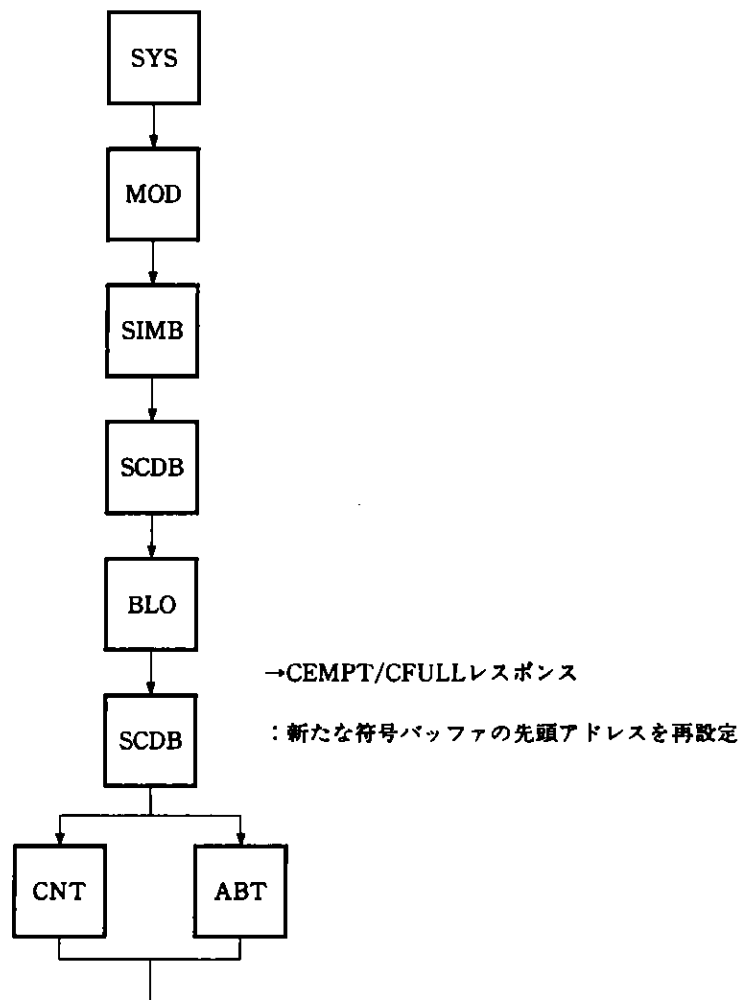 SYS
MOD
SIMB
SCDB
BLO
→CEMPT/CFULLレスポンス
SCDB
：新たな符号バッファの先頭アドレスを再設定
CNT
ABT